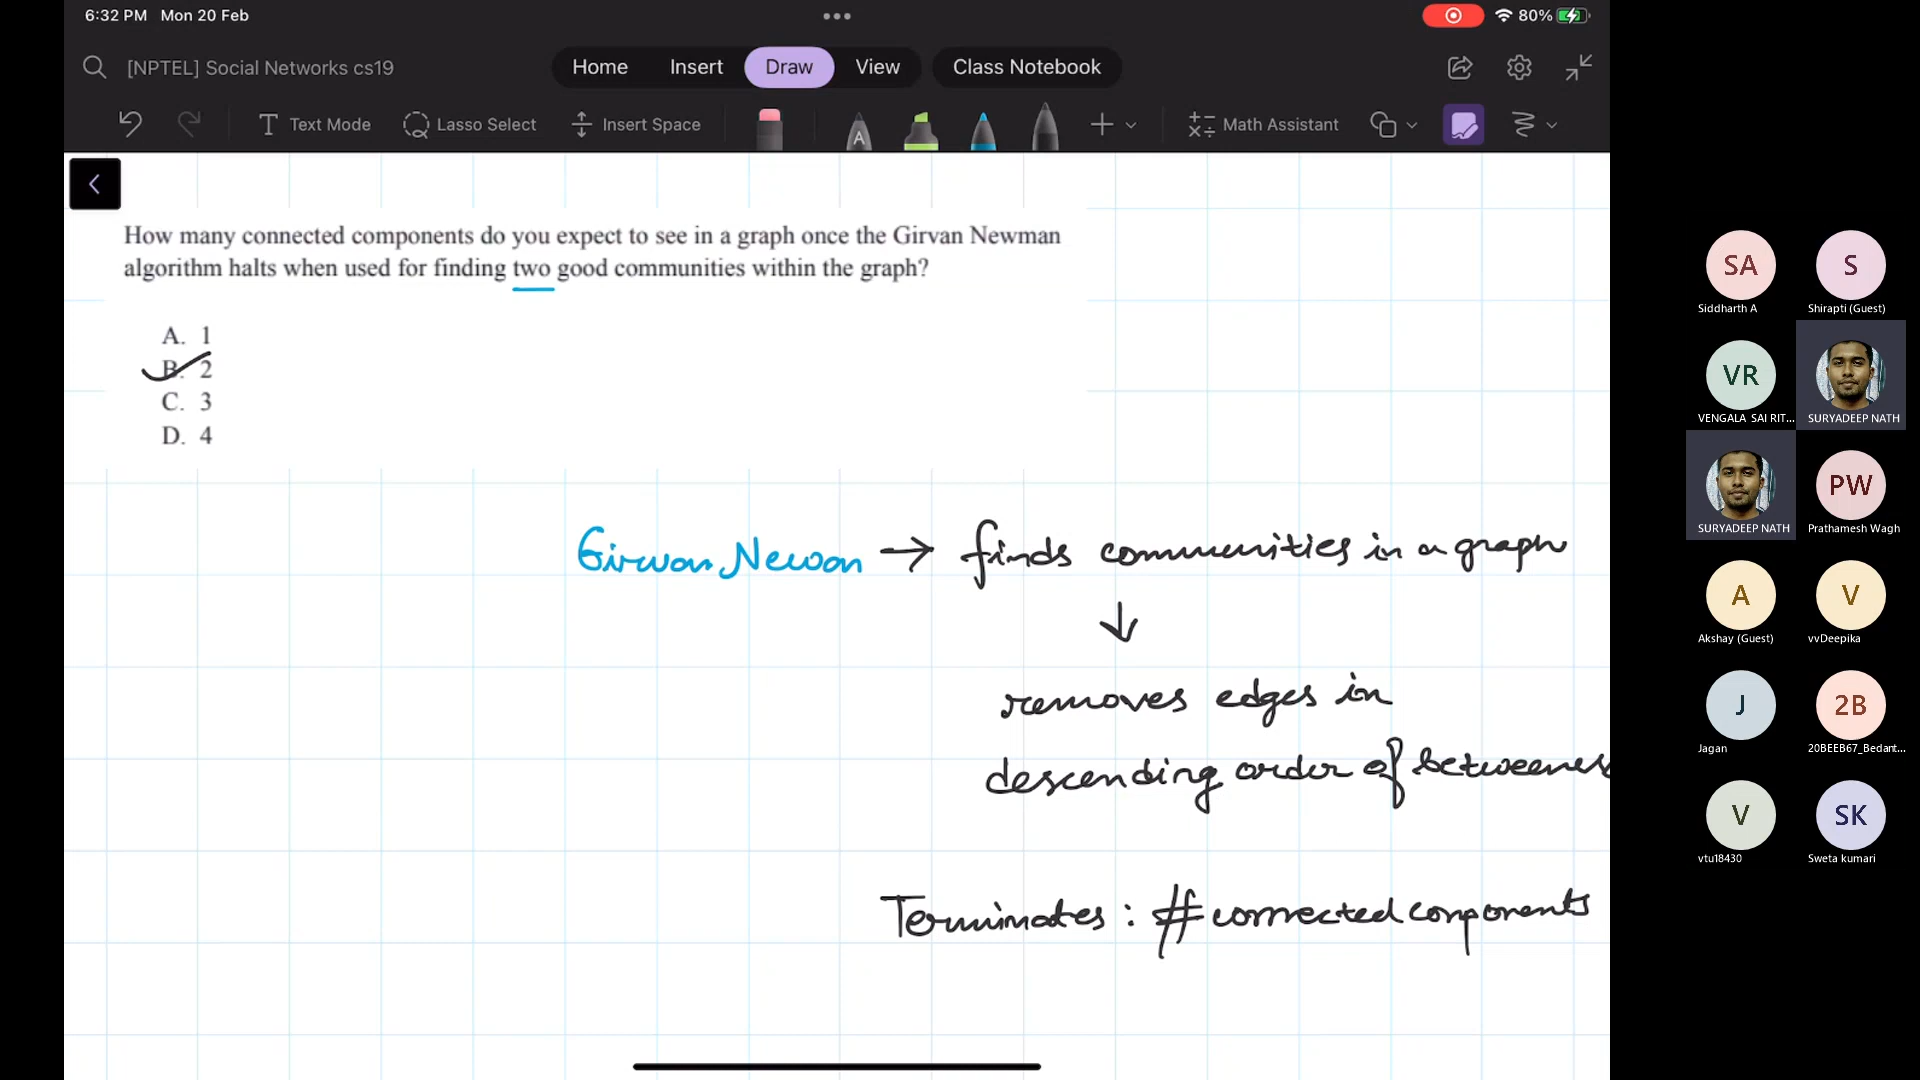 6:32 PM Mon 20 Feb
80%
[NPTEL] Social Networks cs19
Home Insert Draw View Class Notebook
Text Mode Lasso Select Insert Space A Math Assistant
How many connected components do you expect to see in a graph once the Girvan Newman
algorithm halts when used for finding two good communities within the graph?
A. 1
B. 2
C. 3
D. 4
Girvan Newan → finds communities in a graph
↓
removes edges in
descending order of betweenes
Terminates : # connected components
SA S
Siddharth A Shirapti (Guest)
VR
VENGALA SAI RIT... SURYADEEP NATH
PW
SURYADEEP NATH Prathamesh Wagh
A V
Akshay (Guest) vvDeepika
J 2B
Jagan 20BEEB67_Bedant...
V SK
vtu18430 Sweta kumari